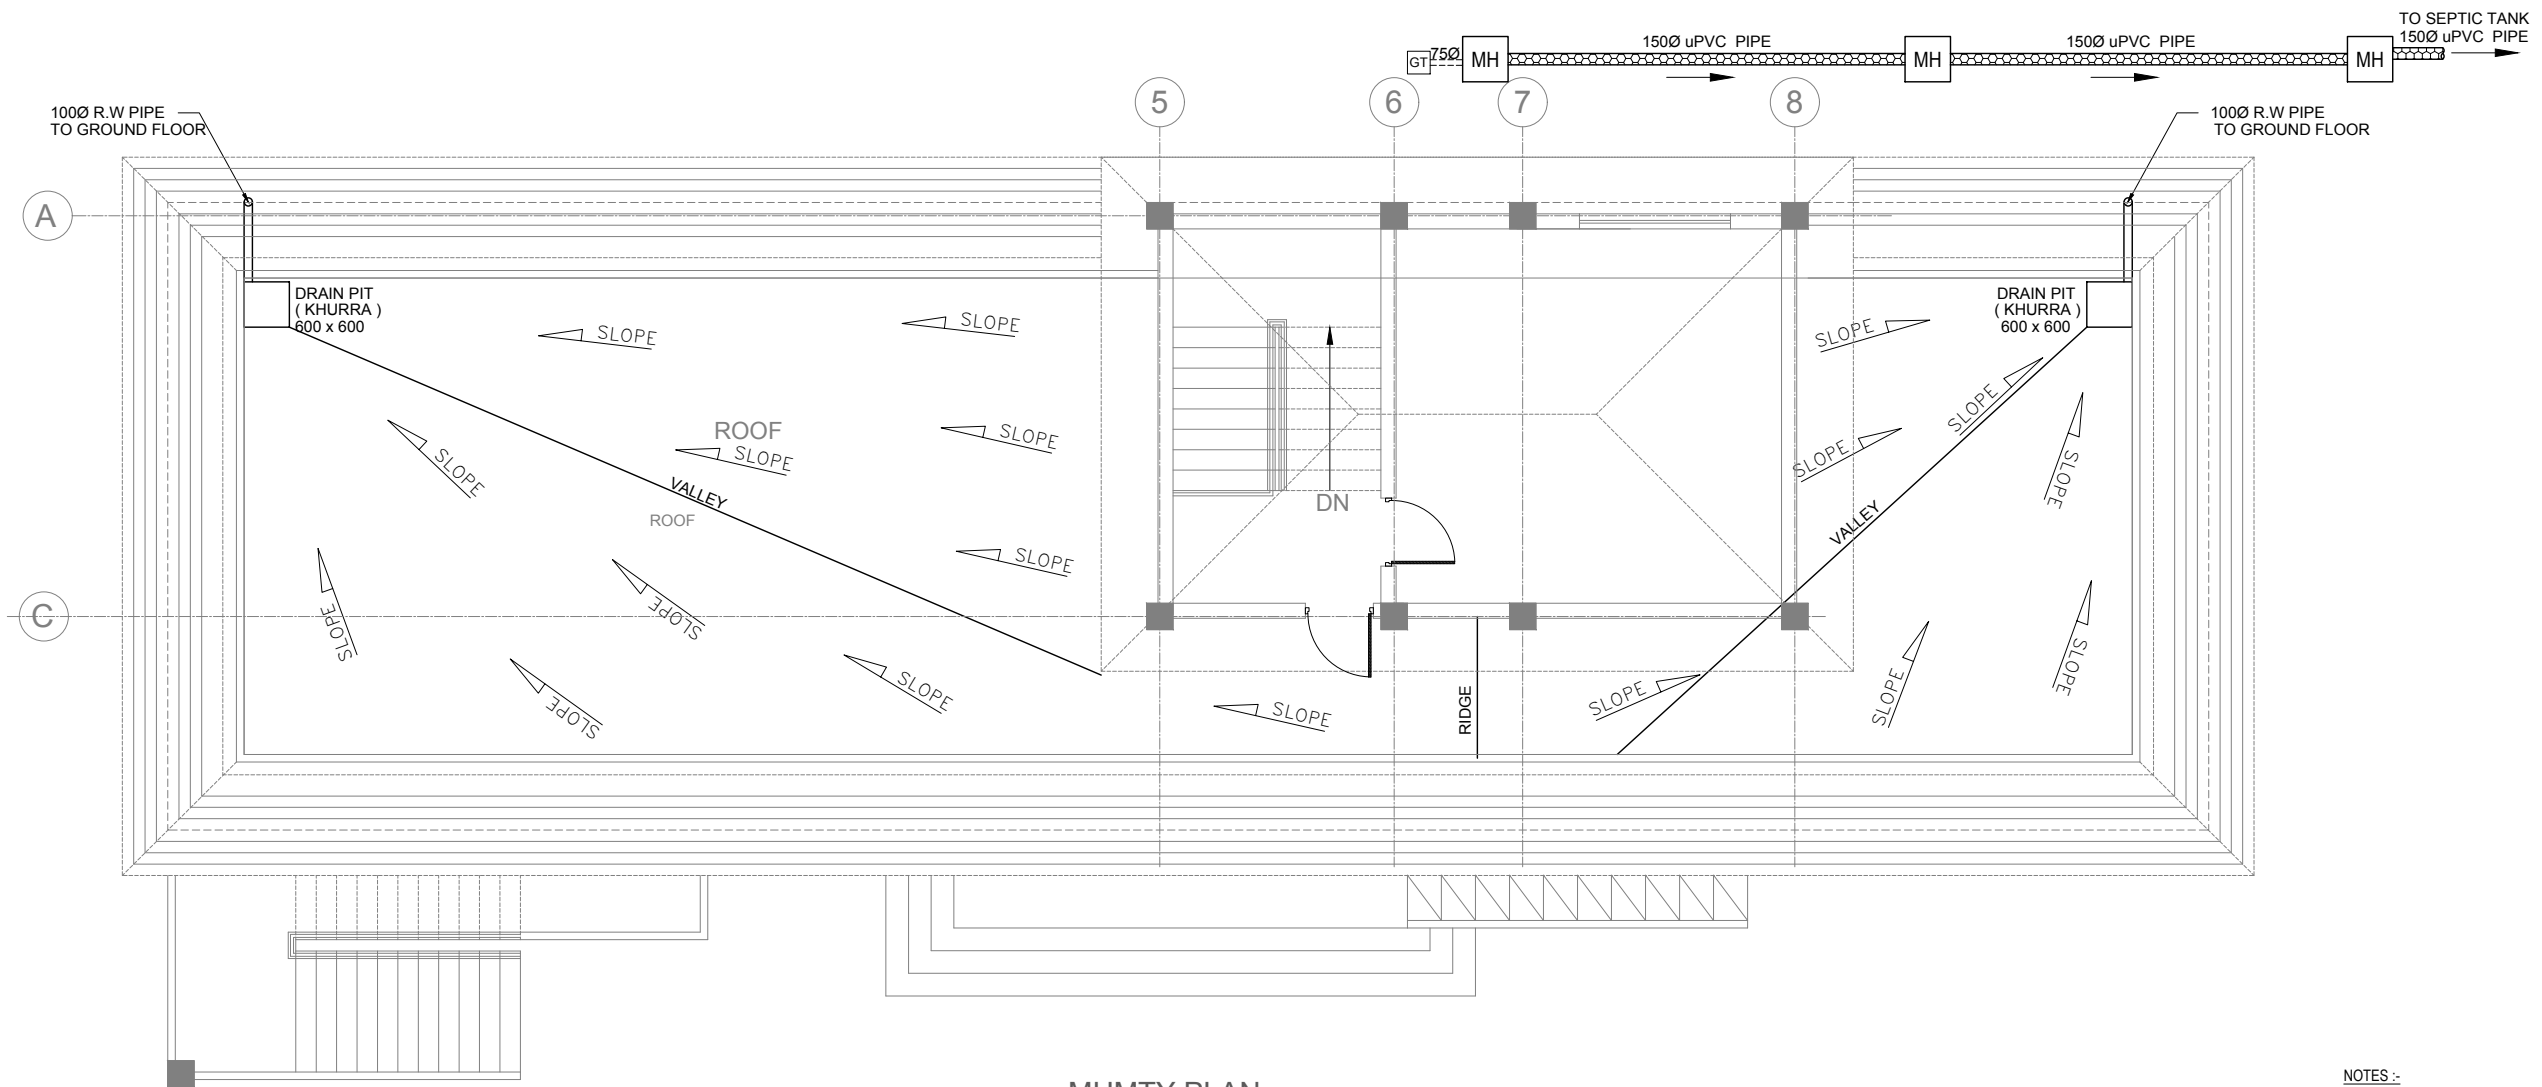 TO SEPTIC TANK
150Ø uPVC PIPE
75Ø
GT
MH
150Ø uPVC PIPE
MH
150Ø uPVC PIPE
MH
5
6
7
8
100Ø R.W PIPE
TO GROUND FLOOR
100Ø R.W PIPE
TO GROUND FLOOR
A
DRAIN PIT
( KHURRA )
600 x 600
DRAIN PIT
( KHURRA )
600 x 600
SLOPE
SLOPE
SLOPE
SLOPE
ROOF
SLOPE
SLOPE
SLOPE
SLOPE
SLOPE
VALLEY
ROOF
DN
VALLEY
SLOPE
SLOPE
C
SLOPE
SLOPE
SLOPE
SLOPE
SLOPE
SLOPE
RIDGE
SLOPE
SLOPE
SLOPE
MUMTY PLAN
NOTES :-